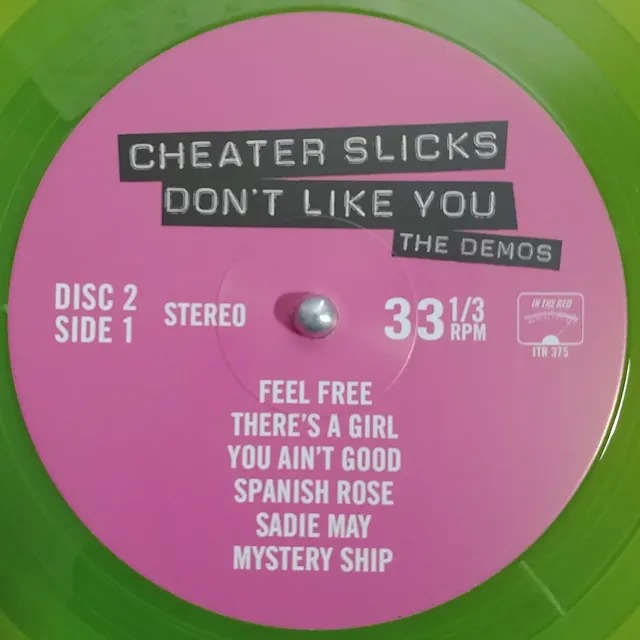 CHEATER SLICKS
DON'T LIKE YOU
THE DEMOS
DISC 2
SIDE 1
STEREO
33 1/3
RPM
IN THE RED
ITR 375
FEEL FREE
THERE'S A GIRL
YOU AIN'T GOOD
SPANISH ROSE
SADIE MAY
MYSTERY SHIP